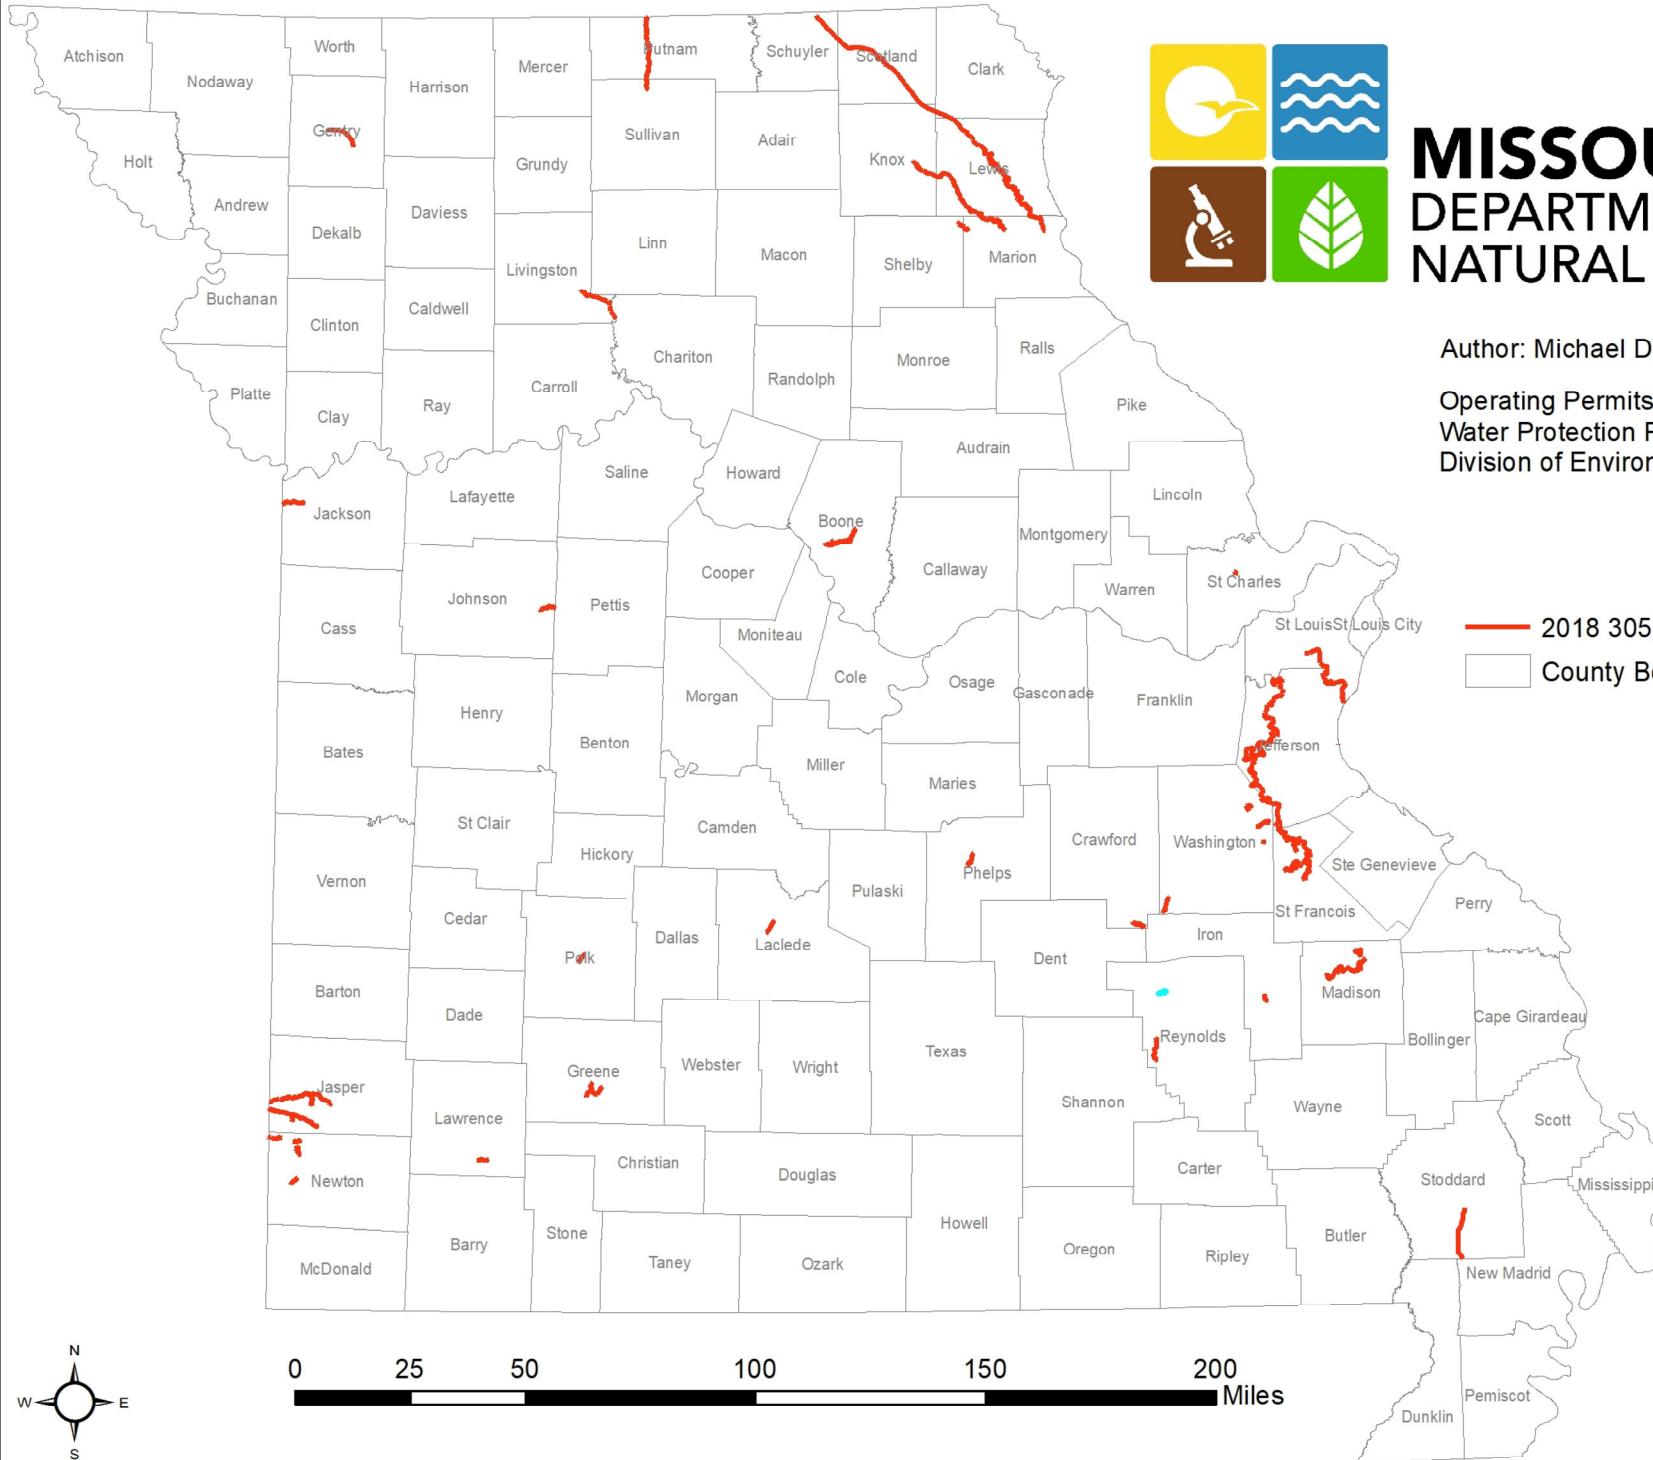 Atchison
Nodaway
Worth
Harrison
Mercer
Putnam
Schuyler
Scotland
Clark
Gentry
Sullivan
Adair
Holt
Grundy
Knox
Lewis
Andrew
Daviess
Dekalb
Linn
Macon
Shelby
Marion
Livingston
Buchanan
Caldwell
Clinton
Chariton
Monroe
Ralls
Randolph
Carroll
Platte
Ray
Clay
Pike
Audrain
Howard
Saline
Lafayette
Lincoln
Jackson
Boone
Montgomery
Cooper
Callaway
Warren
St Charles
Johnson
Pettis
Cass
Moniteau
St Louis
St Louis City
Cole
Osage
Gasconade
Franklin
Morgan
Henry
Benton
Jefferson
Bates
Miller
Maries
St Clair
Camden
Crawford
Washington
Hickory
Ste Genevieve
Phelps
Vernon
Pulaski
Perry
St Francois
Cedar
Dallas
Laclede
Iron
Polk
Dent
Barton
Madison
Dade
Cape Girardeau
Reynolds
Bollinger
Texas
Webster
Wright
Greene
Jasper
Shannon
Wayne
Lawrence
Scott
Christian
Douglas
Carter
Stoddard
Newton
Mississippi
Howell
Stone
Barry
Butler
Oregon
Ripley
Taney
Ozark
McDonald
New Madrid
Pemiscot
Dunklin
MISSOU
DEPARTM
NATURAL
Author: Michael D
Operating Permits
Water Protection P
Division of Environ
2018 305
County Bo
N
W
E
S
0 25 50 100 150 200
Miles